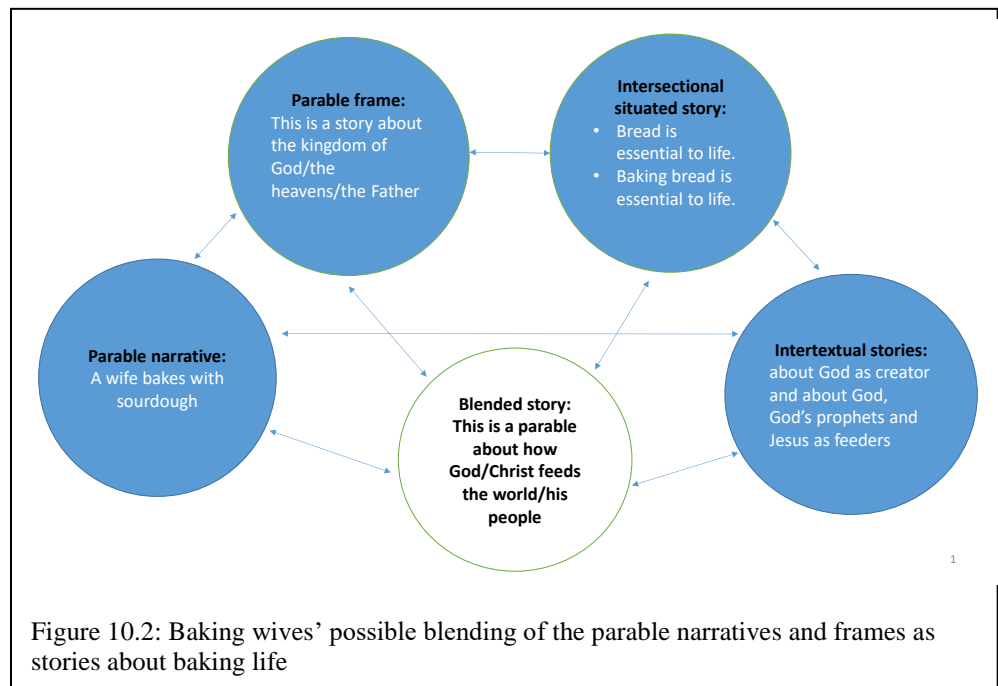 Parable frame:
This is a story about
the kingdom of
God/the
heavens/the Father
Intersectional
situated story:
• Bread is
essential to life.
• Baking bread is
essential to life.
Parable narrative:
A wife bakes with
sourdough
Blended story:
This is a parable
about how
God/Christ feeds
the world/his
people
Intertextual stories:
about God as creator
and about God,
God's prophets and
Jesus as feeders
1
Figure 10.2: Baking wives' possible blending of the parable narratives and frames as
stories about baking life